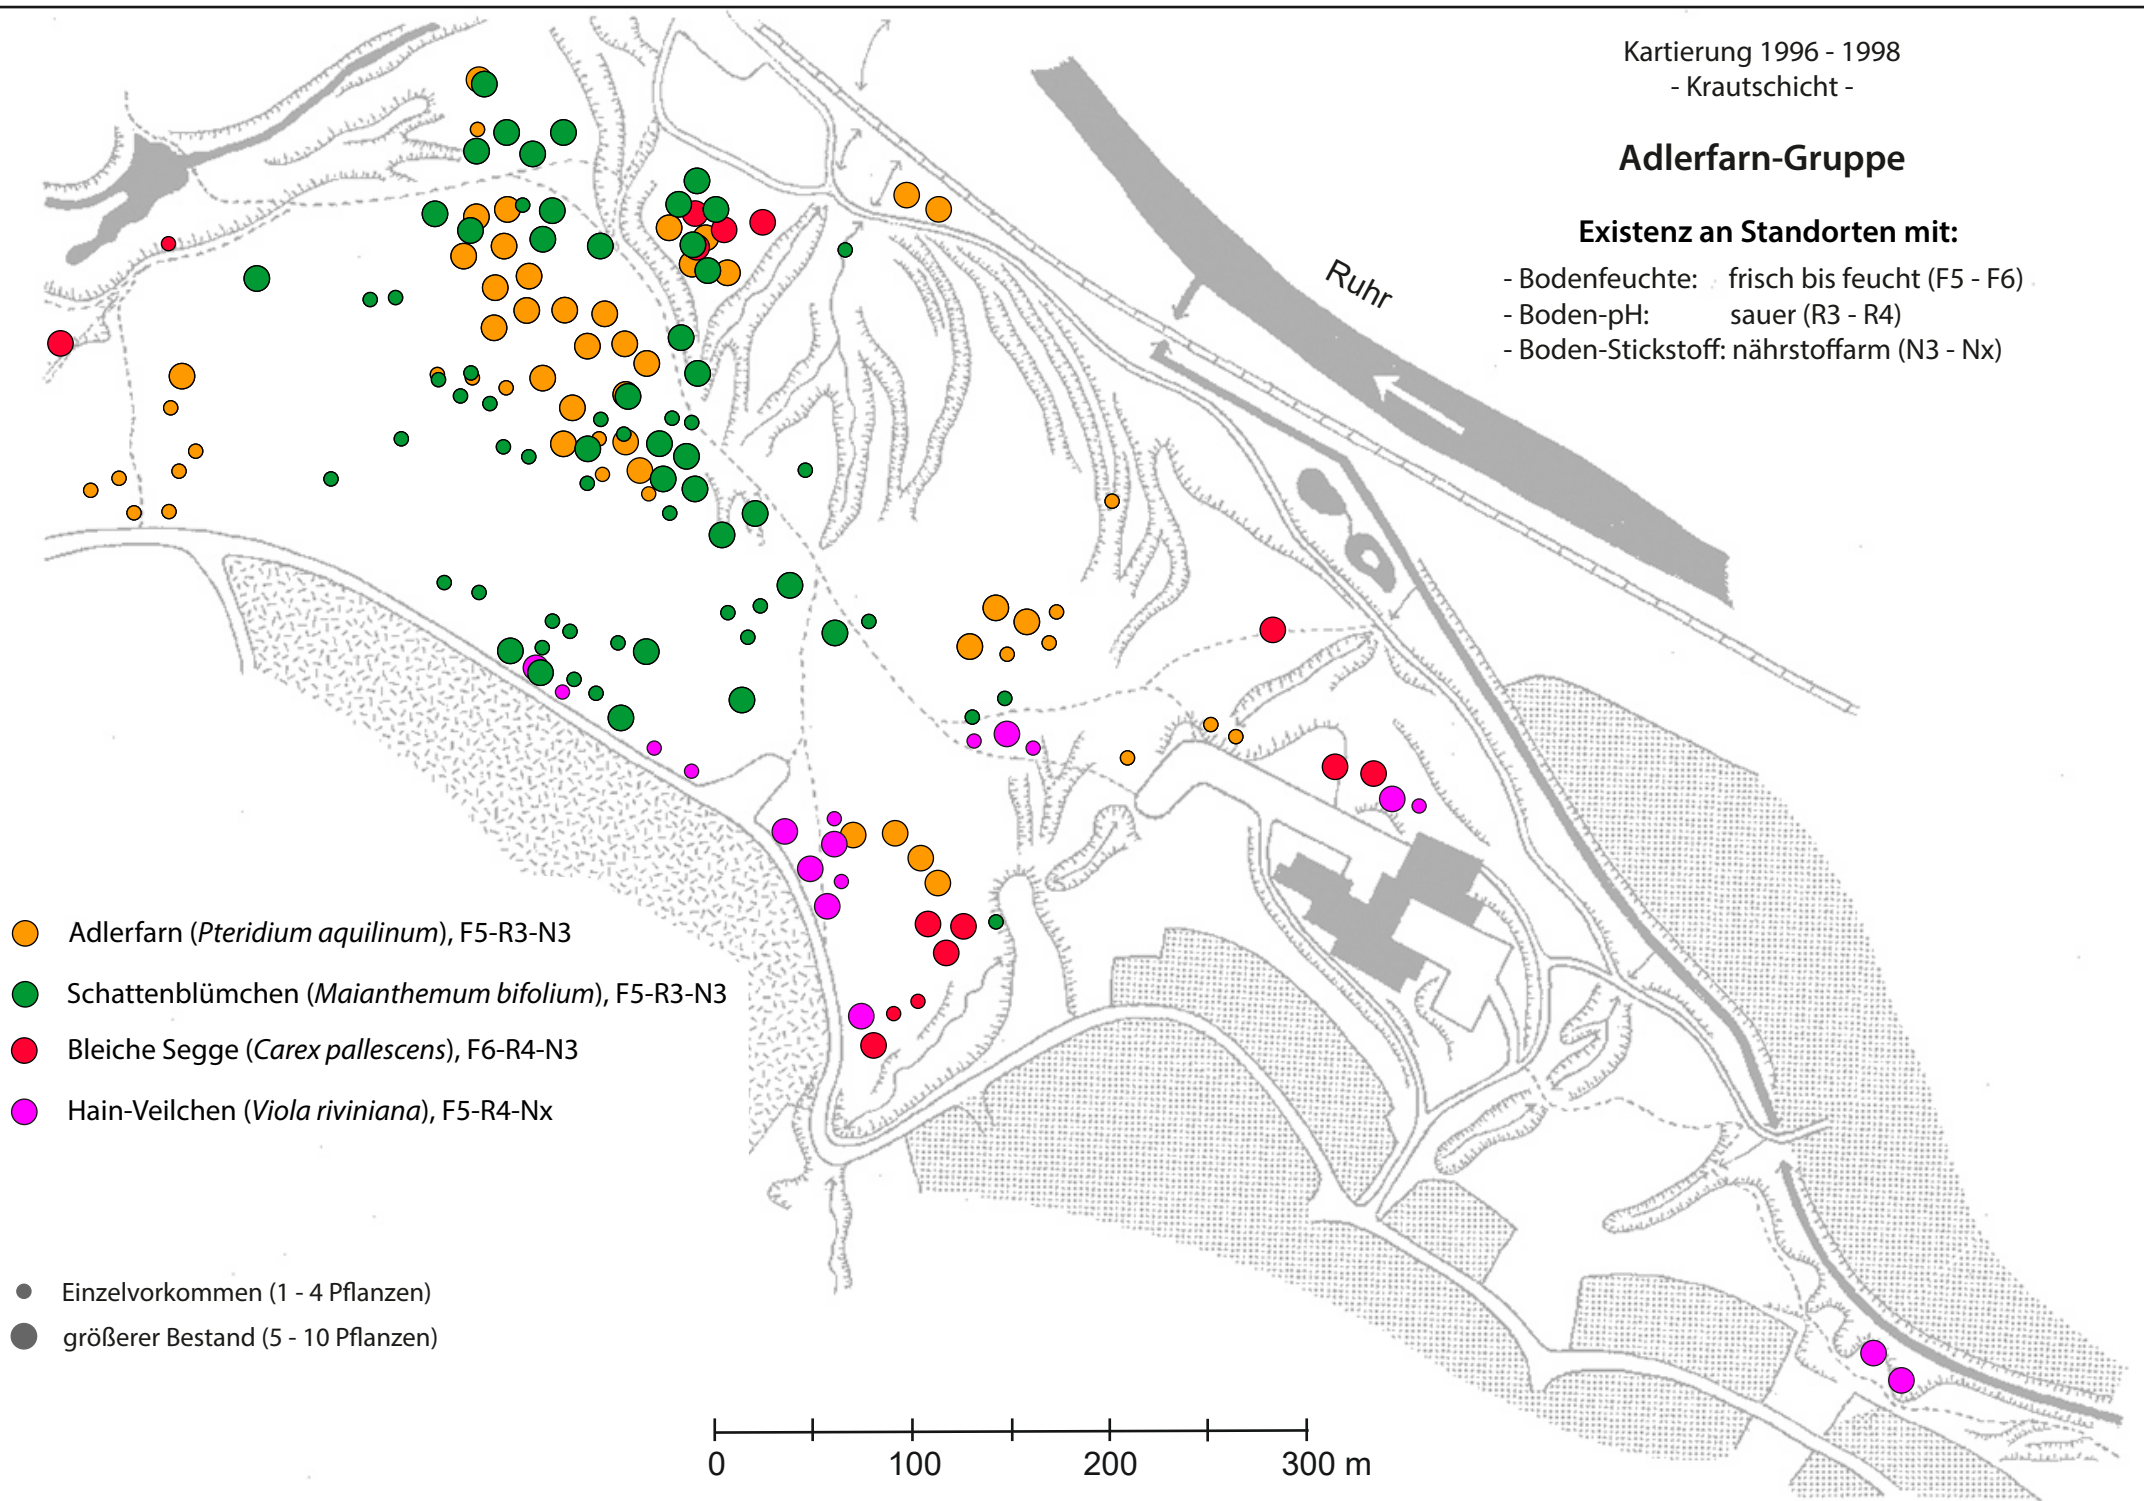 Kartierung 1996 - 1998
- Krautschicht -
Adlerfarn-Gruppe
Existenz an Standorten mit:
- Bodenfeuchte: frisch bis feucht (F5 - F6)
- Boden-pH: sauer (R3 - R4)
- Boden-Stickstoff: nährstoffarm (N3 - Nx)
Ruhr
Adlerfarn (Pteridium aquilinum), F5-R3-N3
Schattenblümchen (Maianthemum bifolium), F5-R3-N3
Bleiche Segge (Carex pallescens), F6-R4-N3
Hain-Veilchen (Viola riviniana), F5-R4-Nx
Einzelvorkommen (1 - 4 Pflanzen)
größerer Bestand (5 - 10 Pflanzen)
0 100 200 300 m